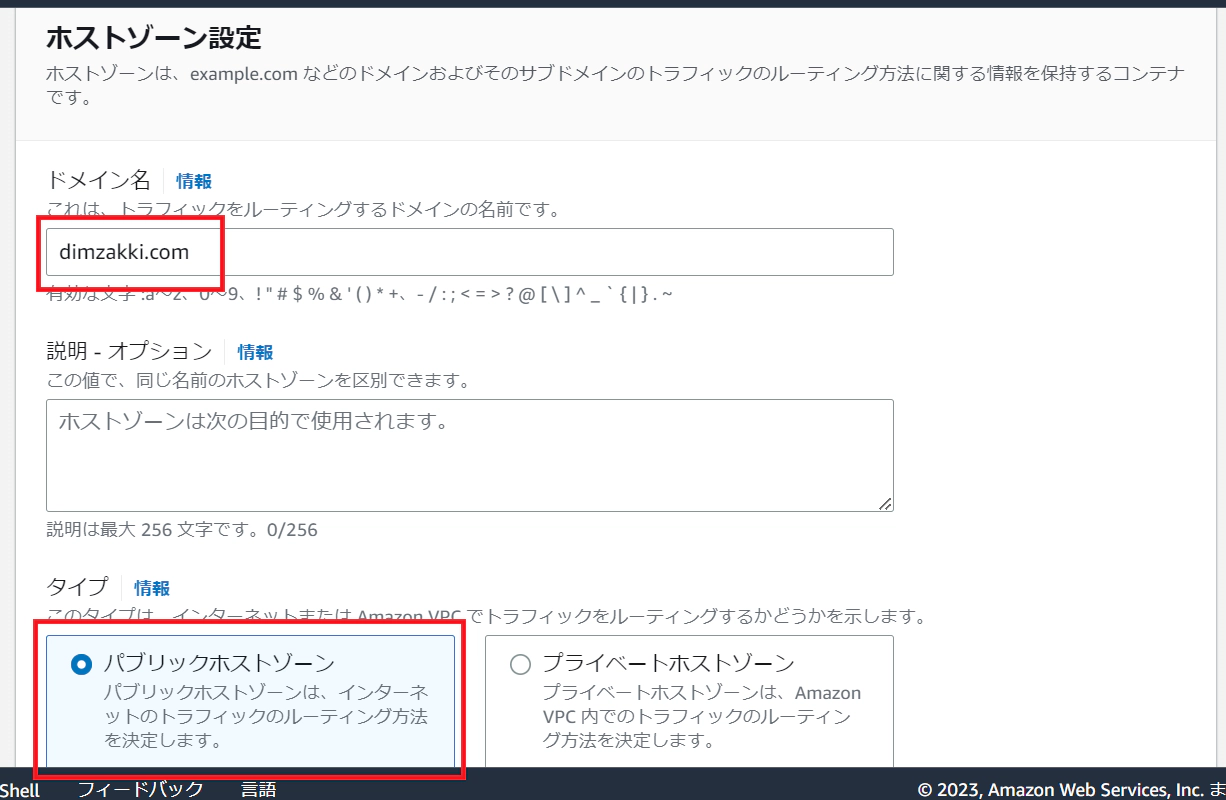 ホストゾーン設定
ホストゾーンは、example.com などのドメインおよびそのサブドメインのトラフィックのルーティング方法に関する情報を保持するコンテナ
です。
ドメイン名 情報
これは、トラフィックをルーティングするドメインの名前です。
dimzakki.com
有効な文字 :a〜z、0〜9、! " # $ % & ' ( ) * +、- / : ; < = > ? @ [ \ ] ^ _ ` { | } . ~
説明 - オプション 情報
この値で、同じ名前のホストゾーンを区別できます。
ホストゾーンは次の目的で使用されます。
説明は最大 256 文字です。0/256
タイプ 情報
このタイプは、インターネットまたは Amazon VPC でトラフィックをルーティングするかどうかを示します。
パブリックホストゾーン
パブリックホストゾーンは、インターネ
ットのトラフィックのルーティング方法
を決定します。
プライベートホストゾーン
プライベートホストゾーンは、Amazon
VPC 内でのトラフィックのルーティン
グ方法を決定します。
Shell フィードバック 言語 © 2023, Amazon Web Services, Inc. ま